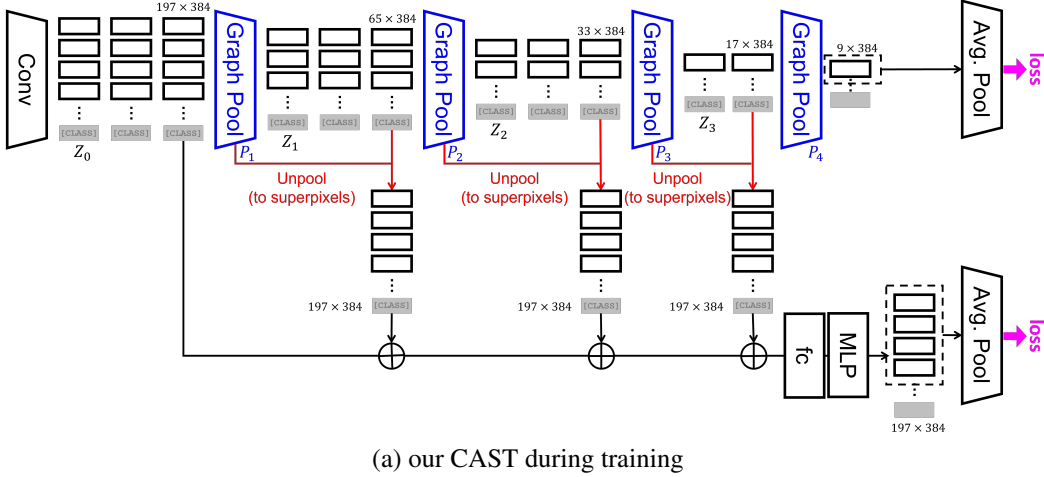 Conv
197 × 384
[CLASS] [CLASS] [CLASS]
Z0
Graph Pool
P1
65 × 384
[CLASS] [CLASS] [CLASS]
Z1
Graph Pool
P2
33 × 384
[CLASS] [CLASS] [CLASS]
Z2
Graph Pool
P3
17 × 384
[CLASS] [CLASS]
Z3
Graph Pool
P4
9 × 384
Avg. Pool
loss
Unpool
(to superpixels)
Unpool
(to superpixels)
Unpool
(to superpixels)
197 × 384
[CLASS]
197 × 384
[CLASS]
197 × 384
[CLASS]
fc
MLP
197 × 384
Avg. Pool
loss
(a) our CAST during training